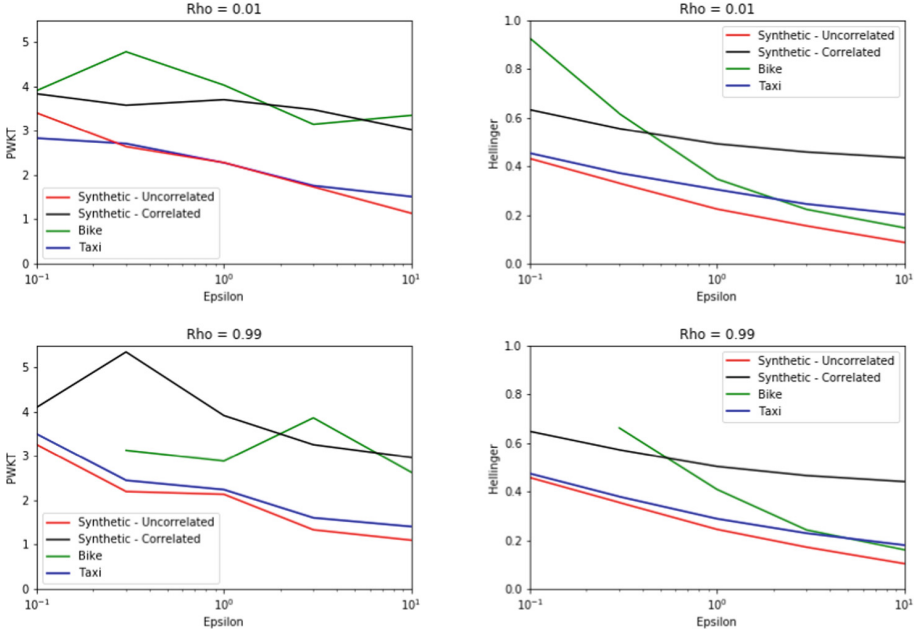 Rho = 0.01
5
4
3
2
1
0
PWKT
Synthetic - Uncorrelated
Synthetic - Correlated
Bike
Taxi
10⁻¹
10⁰
10¹
Epsilon
Rho = 0.01
1.0
0.8
0.6
0.4
0.2
0.0
Hellinger
Synthetic - Uncorrelated
Synthetic - Correlated
Bike
Taxi
10⁻¹
10⁰
10¹
Epsilon
Rho = 0.99
5
4
3
2
1
0
PWKT
Synthetic - Uncorrelated
Synthetic - Correlated
Bike
Taxi
10⁻¹
10⁰
10¹
Epsilon
Rho = 0.99
1.0
0.8
0.6
0.4
0.2
0.0
Hellinger
Synthetic - Uncorrelated
Synthetic - Correlated
Bike
Taxi
10⁻¹
10⁰
10¹
Epsilon